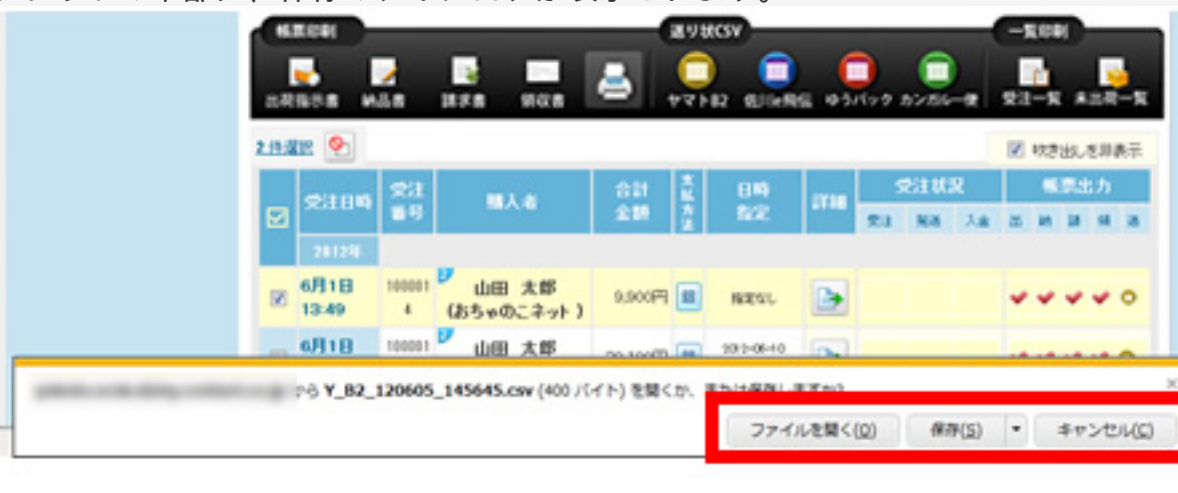 帳票印刷 送り状CSV 一覧印刷
出荷指示書 納品書 請求書 領収書 ヤマトB2 佐川e飛伝 ゆうパック カンガルー便 受注一覧 未出荷一覧
2件選択 吹き出しを非表示
受注日時 受注番号 購入者 合計金額 支払方法 日時指定 詳細 受注状況 帳票出力
受注 発送 入金 出 納 請 領 送
2012年
6月1日 13:49 1000014 2 山田 太郎 (おちゃのこネット) 9,900円 銀 指定なし
6月1日 100001 2 山田 太郎 2012-06-10
から Y_B2_120605_145645.csv (400 バイト) を開くか、または保存しますか?
ファイルを開く(O) 保存(S) キャンセル(C)